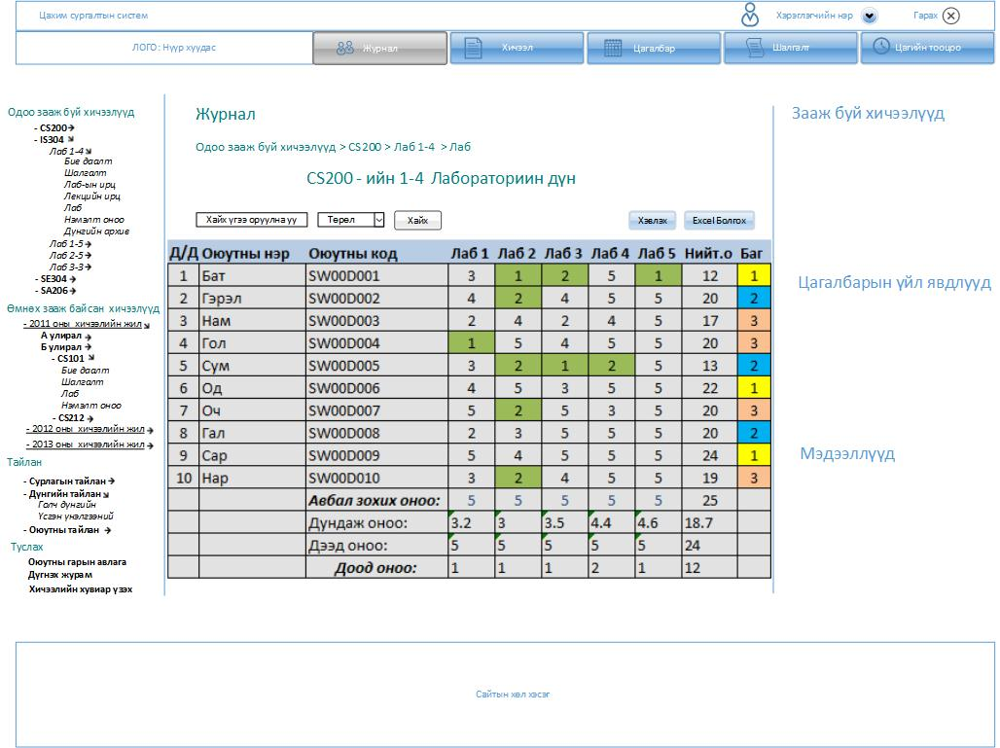 Цахим сургалтын систем
Хэрэглэгчийн нэр
Гарах
ЛОГО: Нүүр хуудас
Журнал
Хичээл
Цагалбар
Шалгалт
Цагийн тооцоо
Одоо зааж буй хичээлүүд
- CS200
- IS304
Лаб 1-4
Бие даалт
Шалгалт
Лаб-ын ирц
Лекцийн ирц
Лаб
Нэмэлт оноо
Дүнгийн архив
Лаб 1-5
Лаб 2-5
Лаб 3-3
- SE304
- SA206
Өмнөх зааж байсан хичээлүүд
- 2011 оны хичээлийн жил
А улирал
Б улирал
- CS101
Бие даалт
Шалгалт
Лаб
Нэмэлт оноо
- CS212
- 2012 оны хичээлийн жил
- 2013 оны хичээлийн жил
Тайлан
- Сурлагын тайлан
- Дүнгийн тайлан
Голч дүнгийн
Үсгэн үнэлгээний
- Оюутны тайлан
Туслах
Оюутны гарын авлага
Дүгнэх журам
Хичээлийн хувиар үзэх
Журнал
Одоо зааж буй хичээлүүд > CS200 > Лаб 1-4 > Лаб
CS200 - ийн 1-4 Лабораториин дүн
Хайх үгээ оруулна уу
Төрөл
Хайх
Хэвлэх
Excel Болгох
Д/Д Оюутны нэр Оюутны код Лаб 1 Лаб 2 Лаб 3 Лаб 4 Лаб 5 Нийт.о Баг
1 Бат SW00D001 3 1 2 5 1 12 1
2 Гэрэл SW00D002 4 2 4 5 5 20 2
3 Нам SW00D003 2 4 2 4 5 17 3
4 Гол SW00D004 1 5 4 5 5 20 3
5 Сум SW00D005 3 2 1 2 5 13 2
6 Од SW00D006 4 5 3 5 5 22 1
7 Оч SW00D007 5 2 5 3 5 20 3
8 Гал SW00D008 2 3 5 5 5 20 2
9 Сар SW00D009 5 4 5 5 5 24 1
10 Нар SW00D010 3 2 4 5 5 19 3
Авбал зохих оноо: 5 5 5 5 5 25
Дундаж оноо: 3.2 3 3.5 4.4 4.6 18.7
Дээд оноо: 5 5 5 5 5 24
Доод оноо: 1 1 1 2 1 12
Зааж буй хичээлүүд
Цагалбарын үйл явдлууд
Мэдээллүүд
Сайтын хөл хэсэг